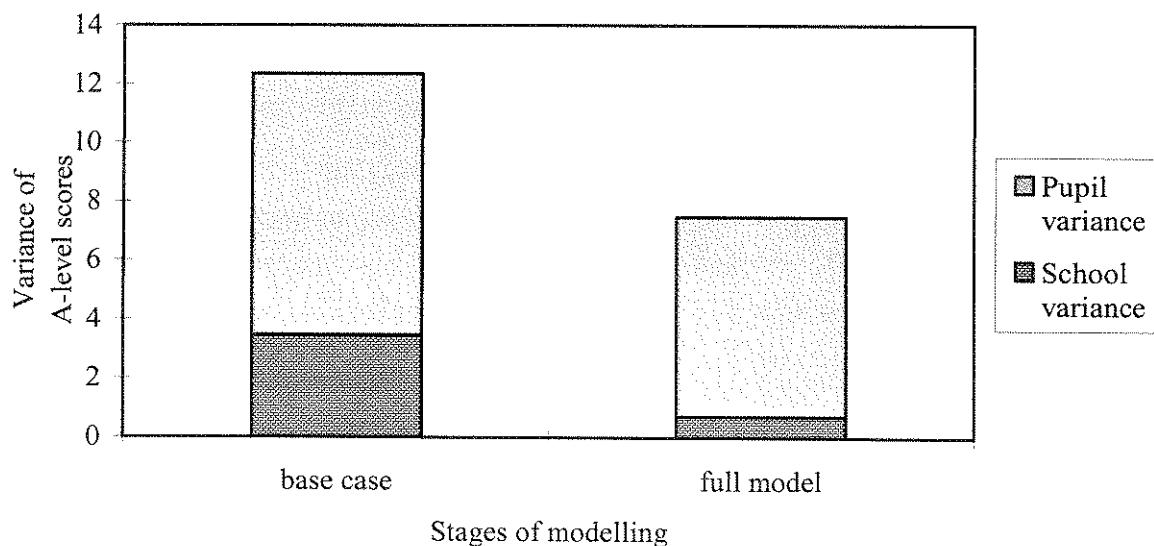 14
12
10
8
6
4
2
0
Variance of
A-level scores
base case
full model
Stages of modelling
Pupil
variance
School
variance